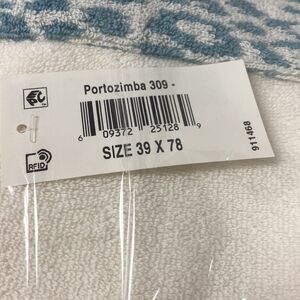 Portozimba 309 -
6 09372 25128 9
SIZE 39 X 78
911468
RFID